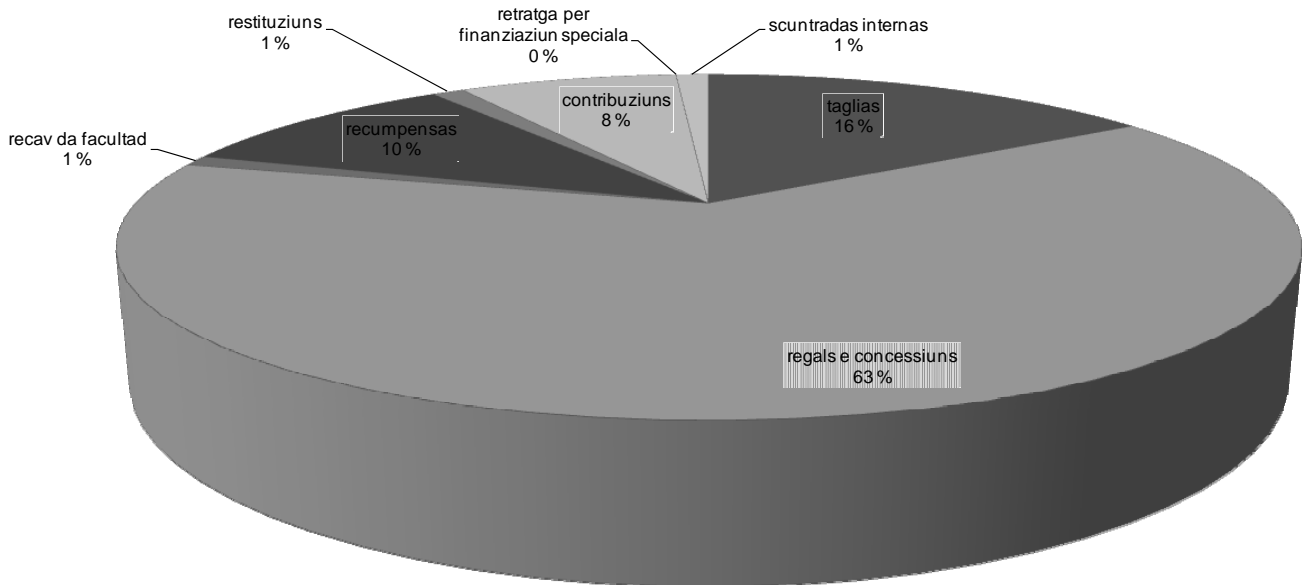 retratga per
finanziaziun speciala
0 %
restituziuns
1 %
scuntradas internas
1 %
contribuziuns
8 %
taglias
16 %
recumpensas
10 %
recav da facultad
1 %
regals e concessiuns
63 %